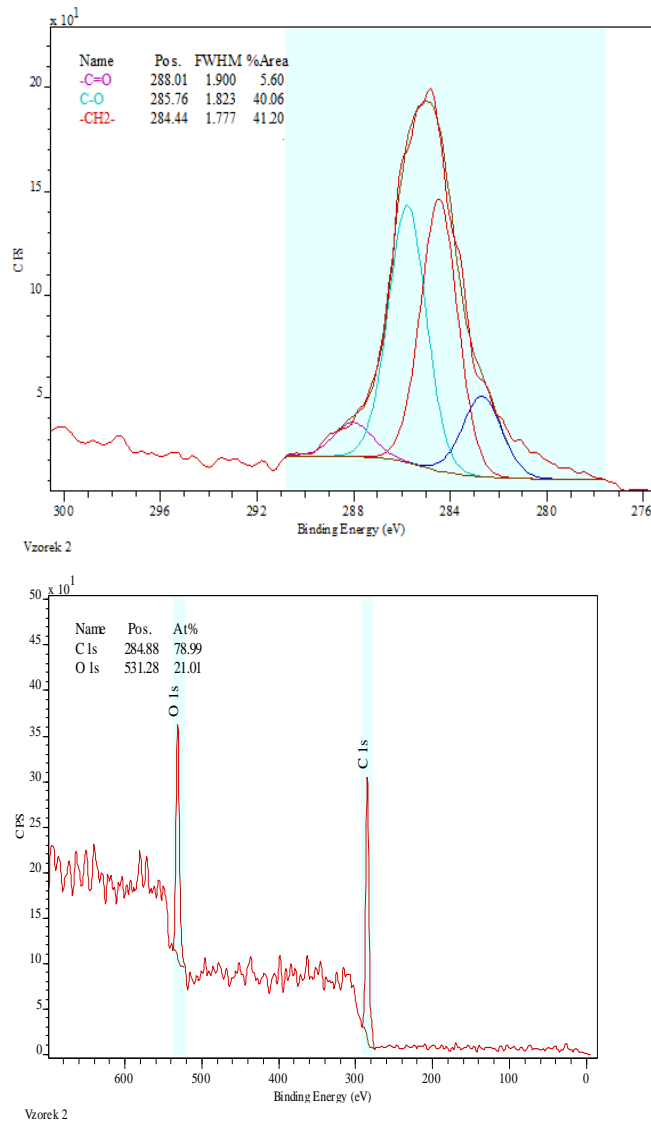 x 10¹
Name Pos. FWHM %Area
-C=O 288.01 1.900 5.60
C-O 285.76 1.823 40.06
-CH2- 284.44 1.777 41.20
20
15
10
5
CPS
300 296 292 288 284 280 276
Binding Energy (eV)
Vzorek 2
x 10¹
50
45
40
35
30
25
20
15
10
5
0
Name Pos. At%
C 1s 284.88 78.99
O 1s 531.28 21.01
O 1s
C 1s
CPS
600 500 400 300 200 100 0
Binding Energy (eV)
Vzorek 2